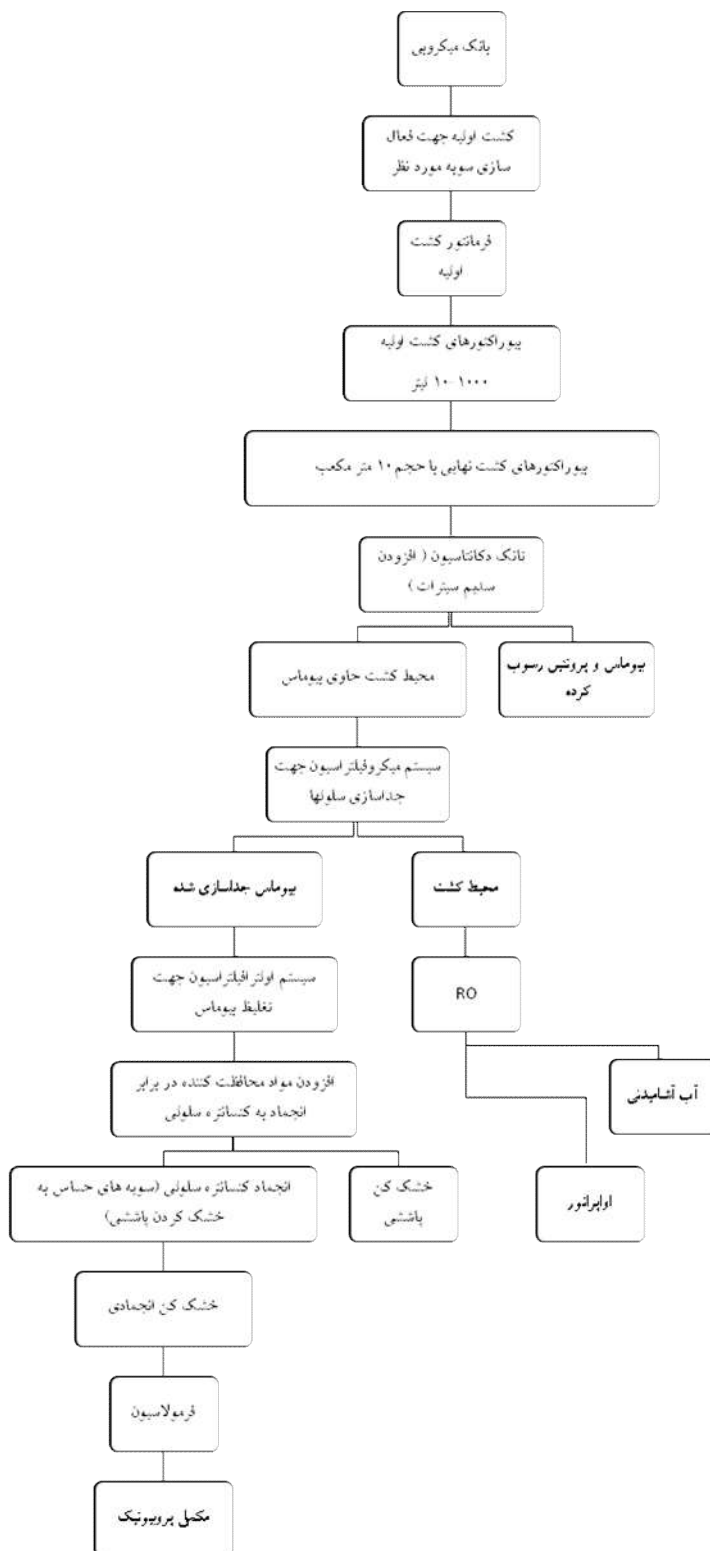 بانک میکروبی
کشت اولیه جهت فعال
سازی سویه مورد نظر
فرمانتور کشت
اولیه
بیوراکتورهای کشت اولیه
۱۰-۱۰۰۰ لیتر
بیوراکتورهای کشت نهایی با حجم ۱۰ متر مکعب
تانک دکانتاسیون ( افزودن
سدیم سیترات )
محیط کشت حاوی بیوماس
بیوماس و پروتئین رسوب
کرده
سیستم میکروفیلتراسیون جهت
جداسازی سلولها
بیوماس جداسازی شده
محیط کشت
سیستم اولترافیلتراسیون جهت
تغلیظ بیوماس
RO
افزودن مواد محافظت کننده در برابر
انجماد به کنسانتره سلولی
آب آشامیدنی
انجماد کنسانتره سلولی (سویه های حساس به
خشک کردن پاششی)
خشک کن
پاششی
اواپراتور
خشک کن انجمادی
فرمولاسیون
مکمل پروبیوتیک